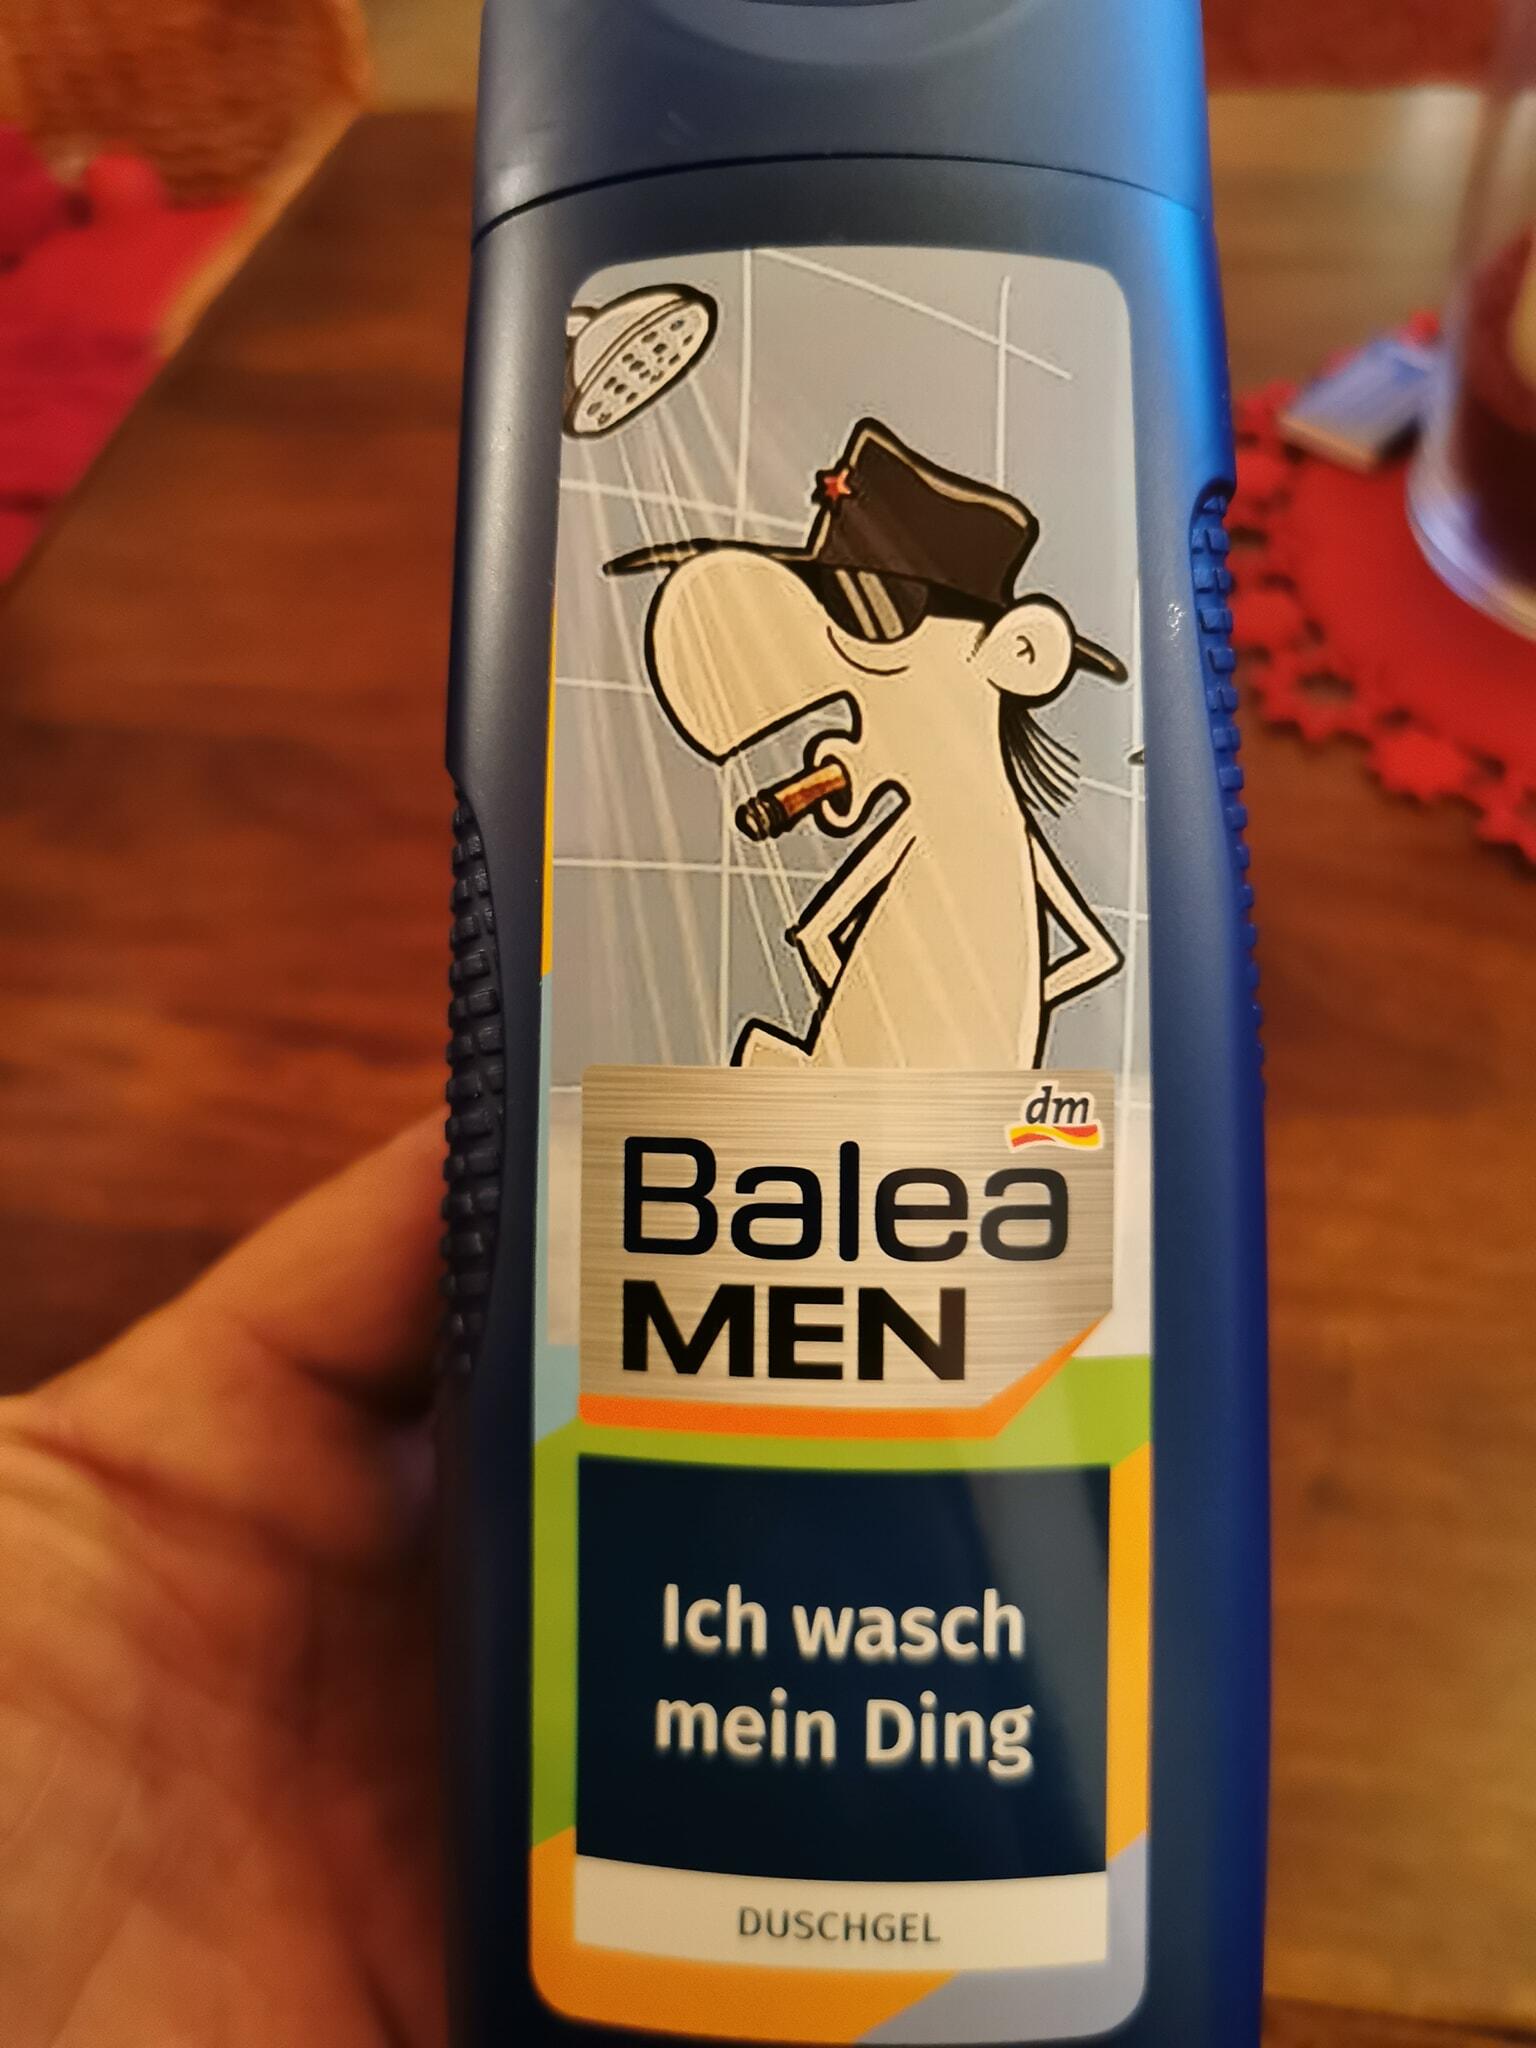 dm
Balea
MEN
Ich wasch
mein Ding
DUSCHGEL